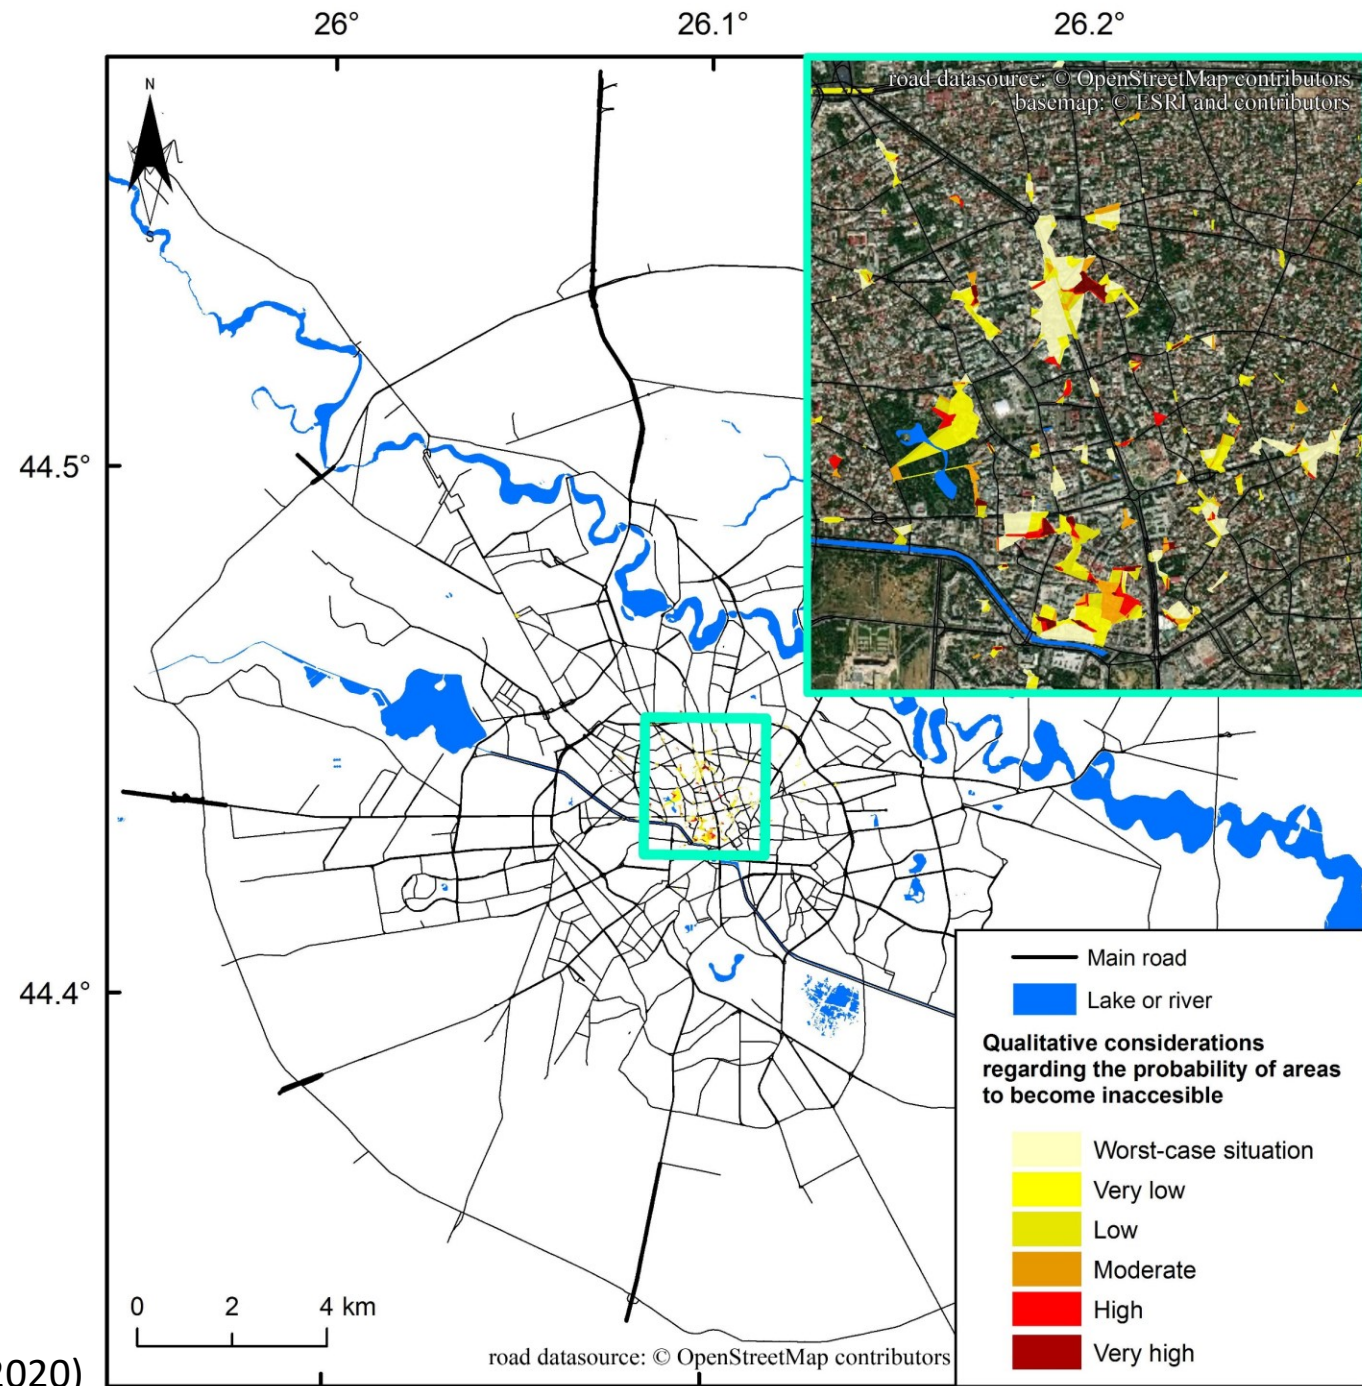 26° 26.1° 26.2°
road datasource: © OpenStreetMap contributors
basemap: © ESRI and contributors
N
S
44.5°
44.4°
Main road
Lake or river
Qualitative considerations
regarding the probability of areas
to become inaccesible
Worst-case situation
Very low
Low
Moderate
High
Very high
0 2 4 km
road datasource: © OpenStreetMap contributors
2020)